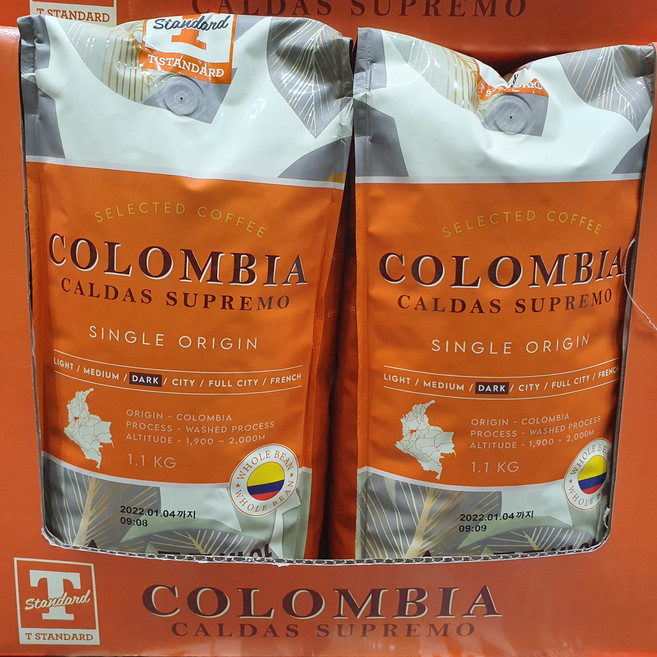 CALDAS SUPREMO
T STANDARD
T
Standard
T STANDARD
SELECTED COFFEE
COLOMBIA
CALDAS SUPREMO
SINGLE ORIGIN
LIGHT / MEDIUM / DARK / CITY / FULL CITY / FRENCH
ORIGIN - COLOMBIA
PROCESS - WASHED PROCESS
ALTITUDE - 1,900 - 2,000M
1.1 KG
WHOLE BEAN
WHOLE BEAN
2022.01.04 까지
09:08
SELECTED COFFEE
COLOMBIA
CALDAS SUPREMO
SINGLE ORIGIN
LIGHT / MEDIUM / DARK / CITY / FULL CITY / FRENCH
ORIGIN - COLOMBIA
PROCESS - WASHED PROCESS
ALTITUDE - 1,900 - 2,000M
1.1 KG
WHOLE BEAN
WHOLE BEAN
2022.01.04 까지
09:09
T
Standard
T STANDARD
COLOMBIA
CALDAS SUPREMO